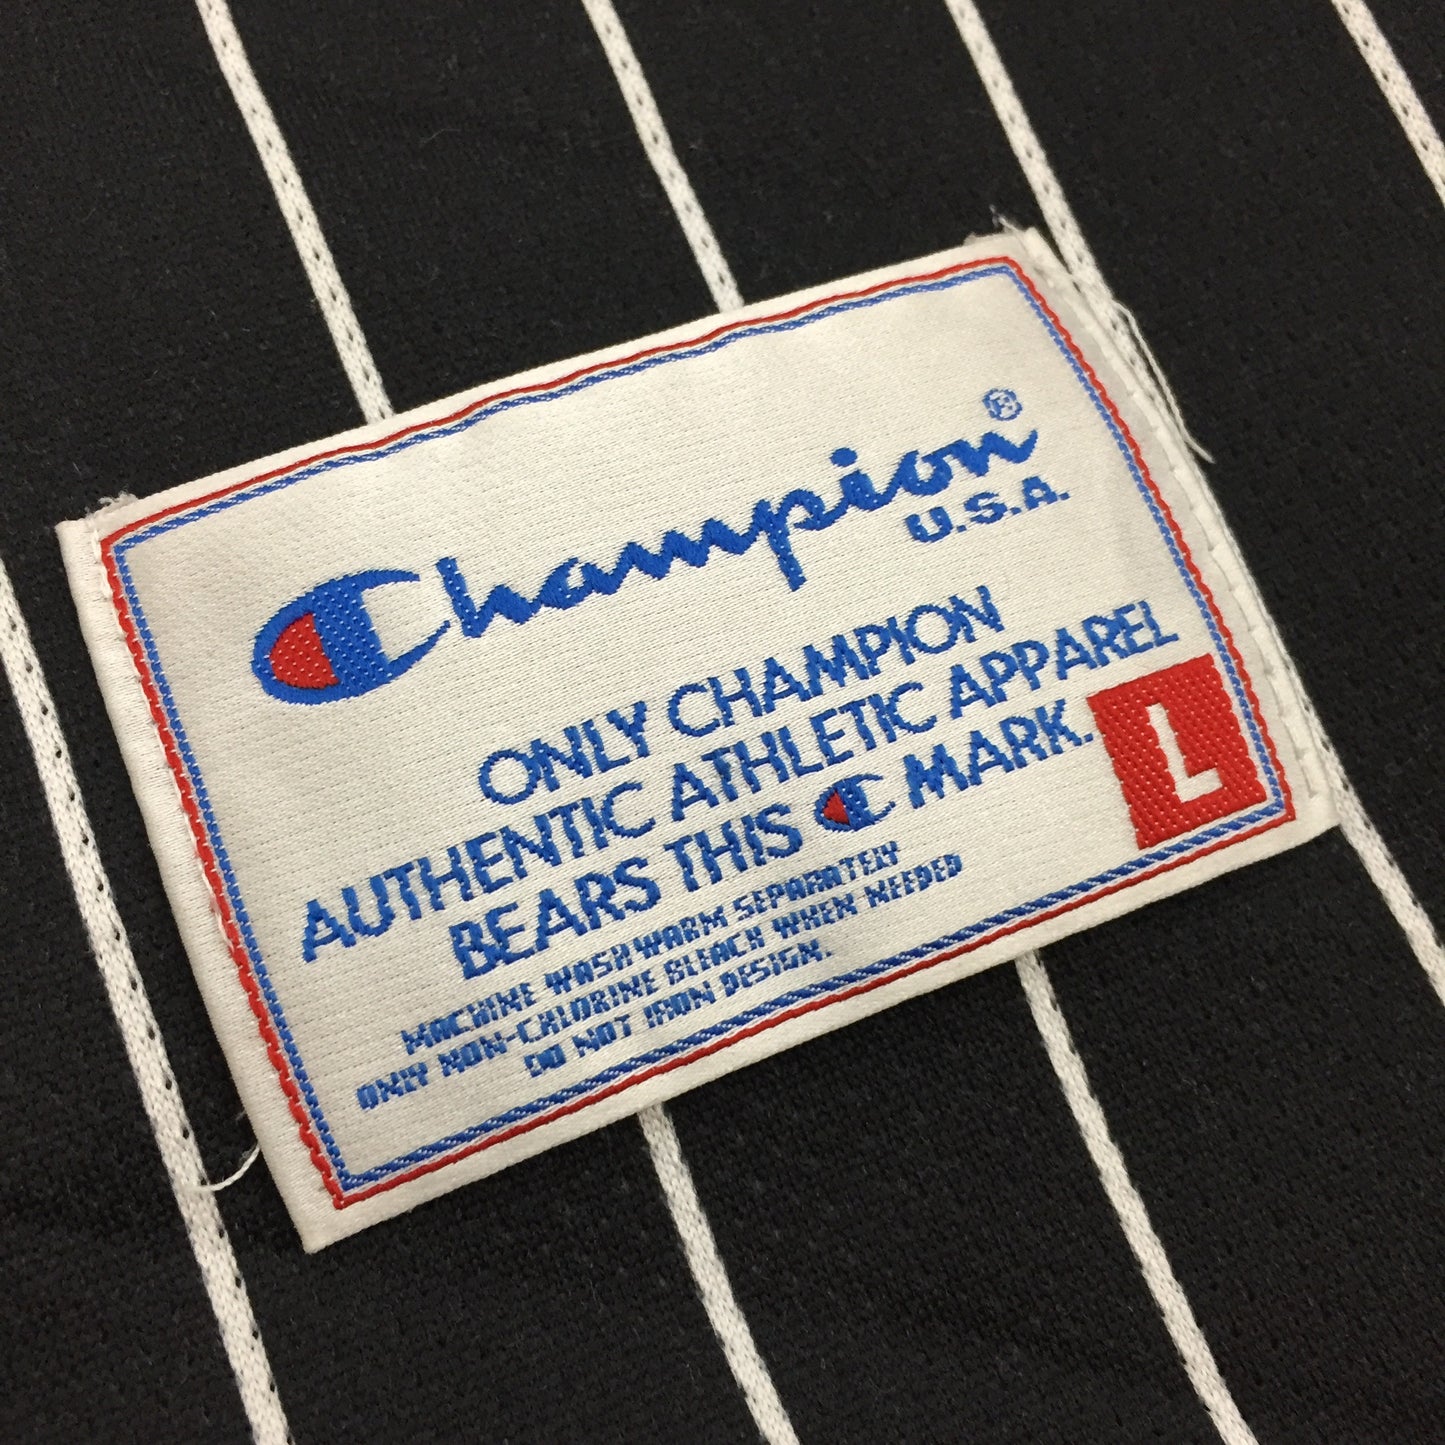 Champion®
U.S.A.
ONLY CHAMPION
AUTHENTIC ATHLETIC APPAREL
BEARS THIS C MARK.
L
MACHINE WASH WARM SEPARATELY
ONLY NON-CHLORINE BLEACH WHEN NEEDED
DO NOT IRON DESIGN.